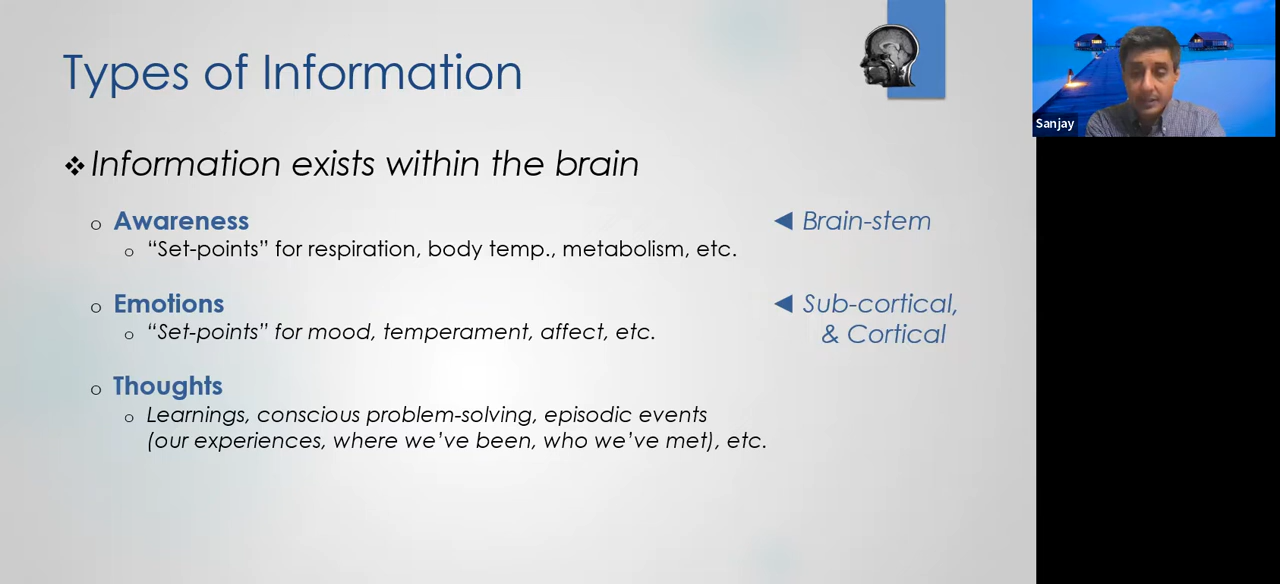 Types of Information
❖ Information exists within the brain
o Awareness ◄ Brain-stem
o “Set-points” for respiration, body temp., metabolism, etc.
o Emotions ◄ Sub-cortical,
o “Set-points” for mood, temperament, affect, etc. & Cortical
o Thoughts
o Learnings, conscious problem-solving, episodic events
(our experiences, where we’ve been, who we’ve met), etc.
Sanjay